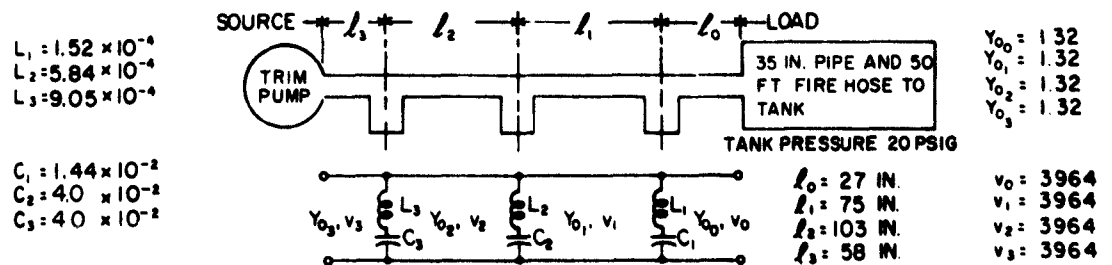 SOURCE
ℓ₃
ℓ₂
ℓ₁
ℓ₀
LOAD
L₁ = 1.52 × 10⁻⁴
L₂ = 5.84 × 10⁻⁴
L₃ = 9.05 × 10⁻⁴
TRIM
PUMP
35 IN. PIPE AND 50
FT FIRE HOSE TO
TANK
TANK PRESSURE 20 PSIG
Y₀₀ = 1.32
Y₀₁ = 1.32
Y₀₂ = 1.32
Y₀₃ = 1.32
C₁ = 1.44 × 10⁻²
C₂ = 4.0 × 10⁻²
C₃ = 4.0 × 10⁻²
Y₀₃, v₃
L₃
C₃
Y₀₂, v₂
L₂
C₂
Y₀₁, v₁
L₁
C₁
Y₀₀, v₀
ℓ₀ = 27 IN.
ℓ₁ = 75 IN.
ℓ₂ = 103 IN.
ℓ₃ = 58 IN.
v₀ = 3964
v₁ = 3964
v₂ = 3964
v₃ = 3964